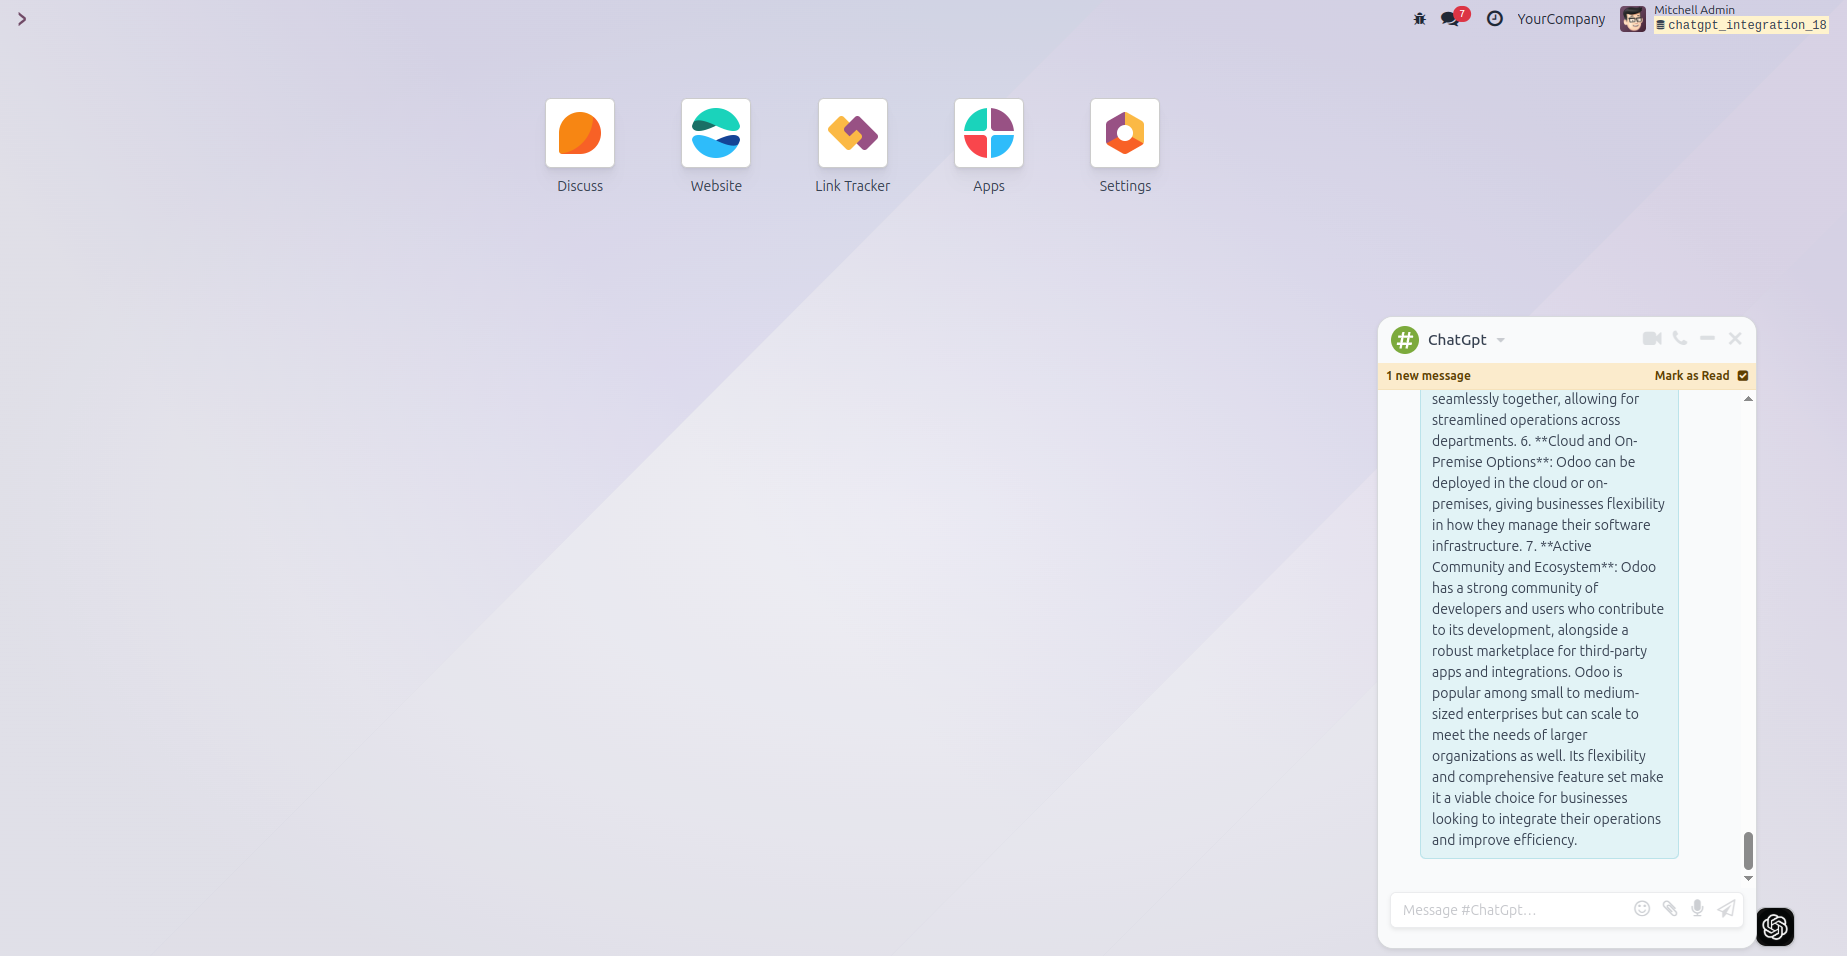 7
YourCompany
Mitchell Admin
chatgpt_integration_18
Discuss
Website
Link Tracker
Apps
Settings
ChatGpt
1 new message
Mark as Read
seamlessly together, allowing for
streamlined operations across
departments. 6. **Cloud and On-
Premise Options**: Odoo can be
deployed in the cloud or on-
premises, giving businesses flexibility
in how they manage their software
infrastructure. 7. **Active
Community and Ecosystem**: Odoo
has a strong community of
developers and users who contribute
to its development, alongside a
robust marketplace for third-party
apps and integrations. Odoo is
popular among small to medium-
sized enterprises but can scale to
meet the needs of larger
organizations as well. Its flexibility
and comprehensive feature set make
it a viable choice for businesses
looking to integrate their operations
and improve efficiency.
Message #ChatGpt...